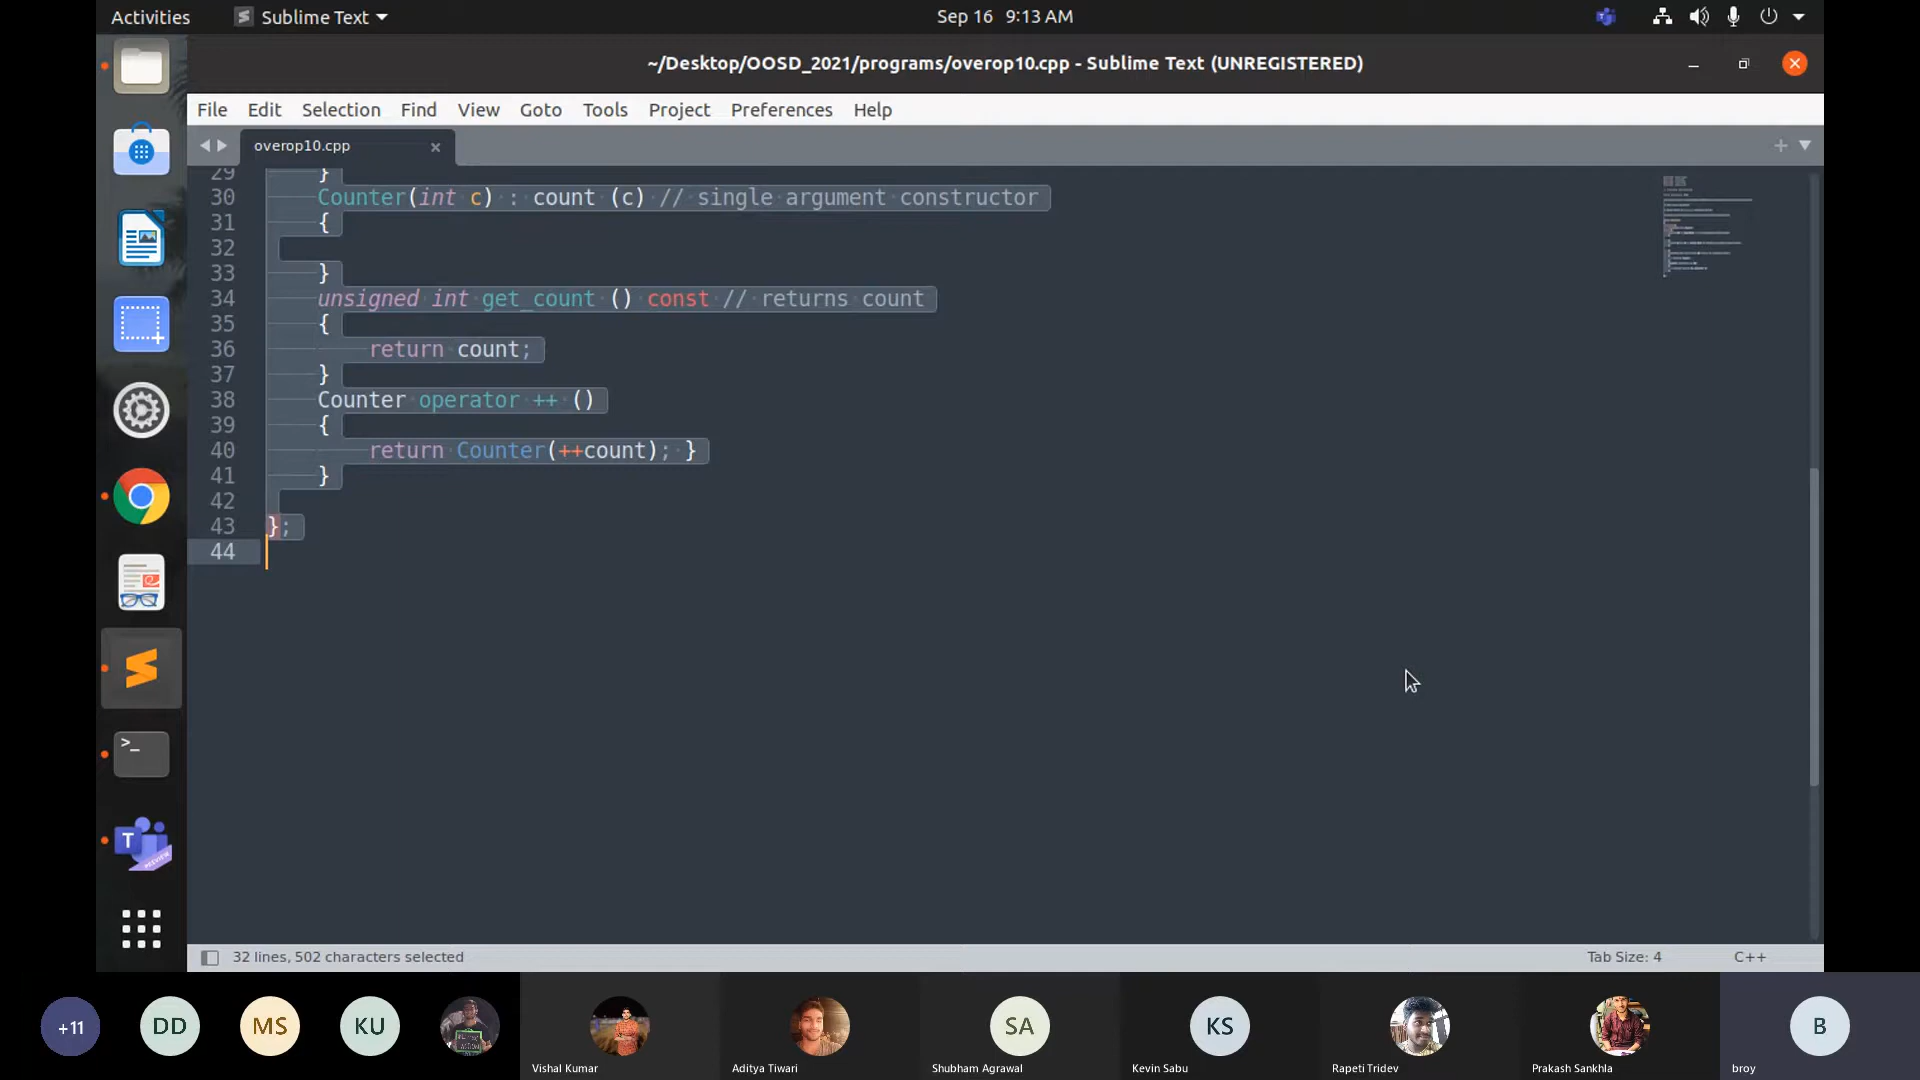 Activities Sublime Text Sep 16 9:13 AM
~/Desktop/OOSD_2021/programs/overop10.cpp - Sublime Text (UNREGISTERED)
File Edit Selection Find View Goto Tools Project Preferences Help
overop10.cpp
29 }
30 Counter(int c) : count (c) // single argument constructor
31 {
32
33 }
34 unsigned int get_count () const // returns count
35 {
36 return count;
37 }
38 Counter operator ++ ()
39 {
40 return Counter(++count); }
41 }
42
43 };
44
32 lines, 502 characters selected Tab Size: 4 C++
+11 DD MS KU SA KS B
Vishal Kumar Aditya Tiwari Shubham Agrawal Kevin Sabu Rapeti Tridev Prakash Sankhla broy